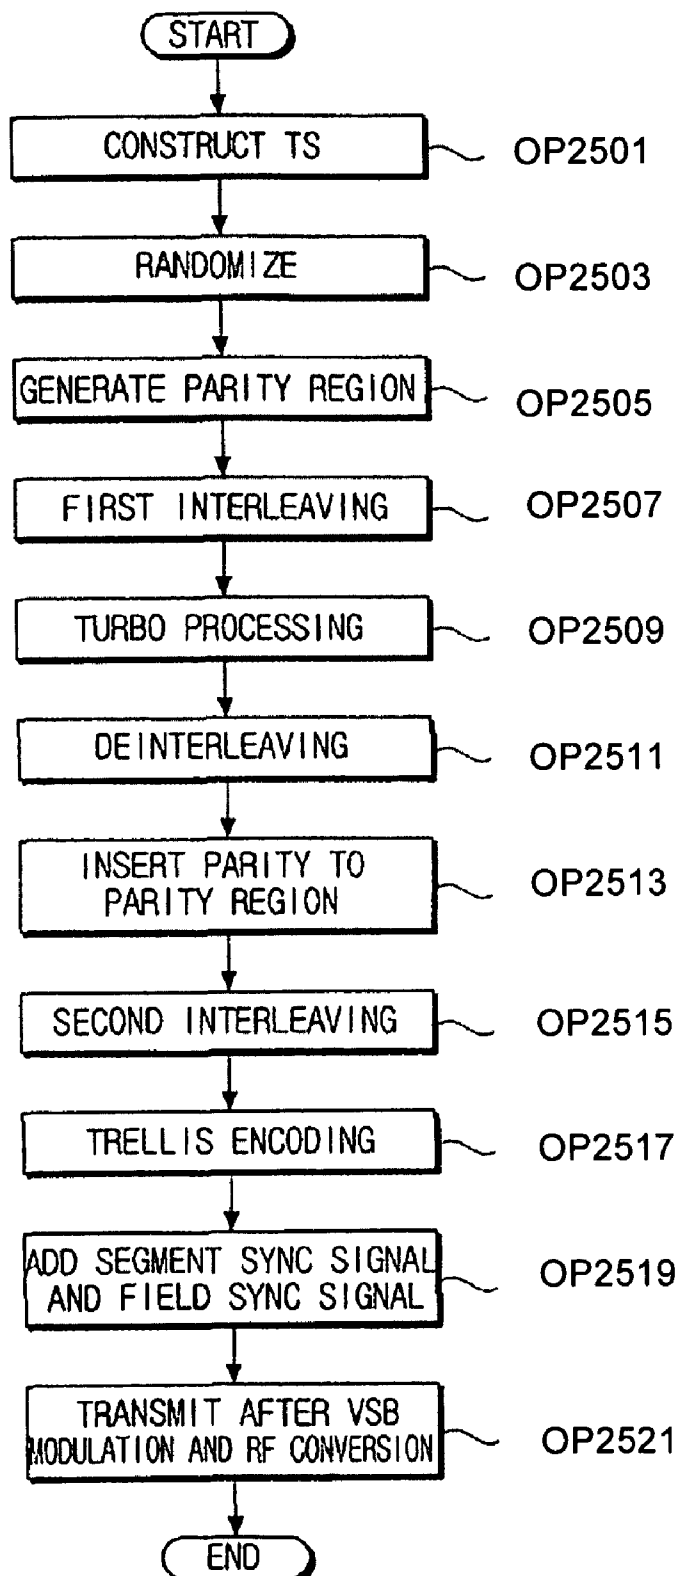 START
CONSTRUCT TS
OP2501
RANDOMIZE
OP2503
GENERATE PARITY REGION
OP2505
FIRST INTERLEAVING
OP2507
TURBO PROCESSING
OP2509
DEINTERLEAVING
OP2511
INSERT PARITY TO
PARITY REGION
OP2513
SECOND INTERLEAVING
OP2515
TRELLIS ENCODING
OP2517
ADD SEGMENT SYNC SIGNAL
AND FIELD SYNC SIGNAL
OP2519
TRANSMIT AFTER VSB
MODULATION AND RF CONVERSION
OP2521
END